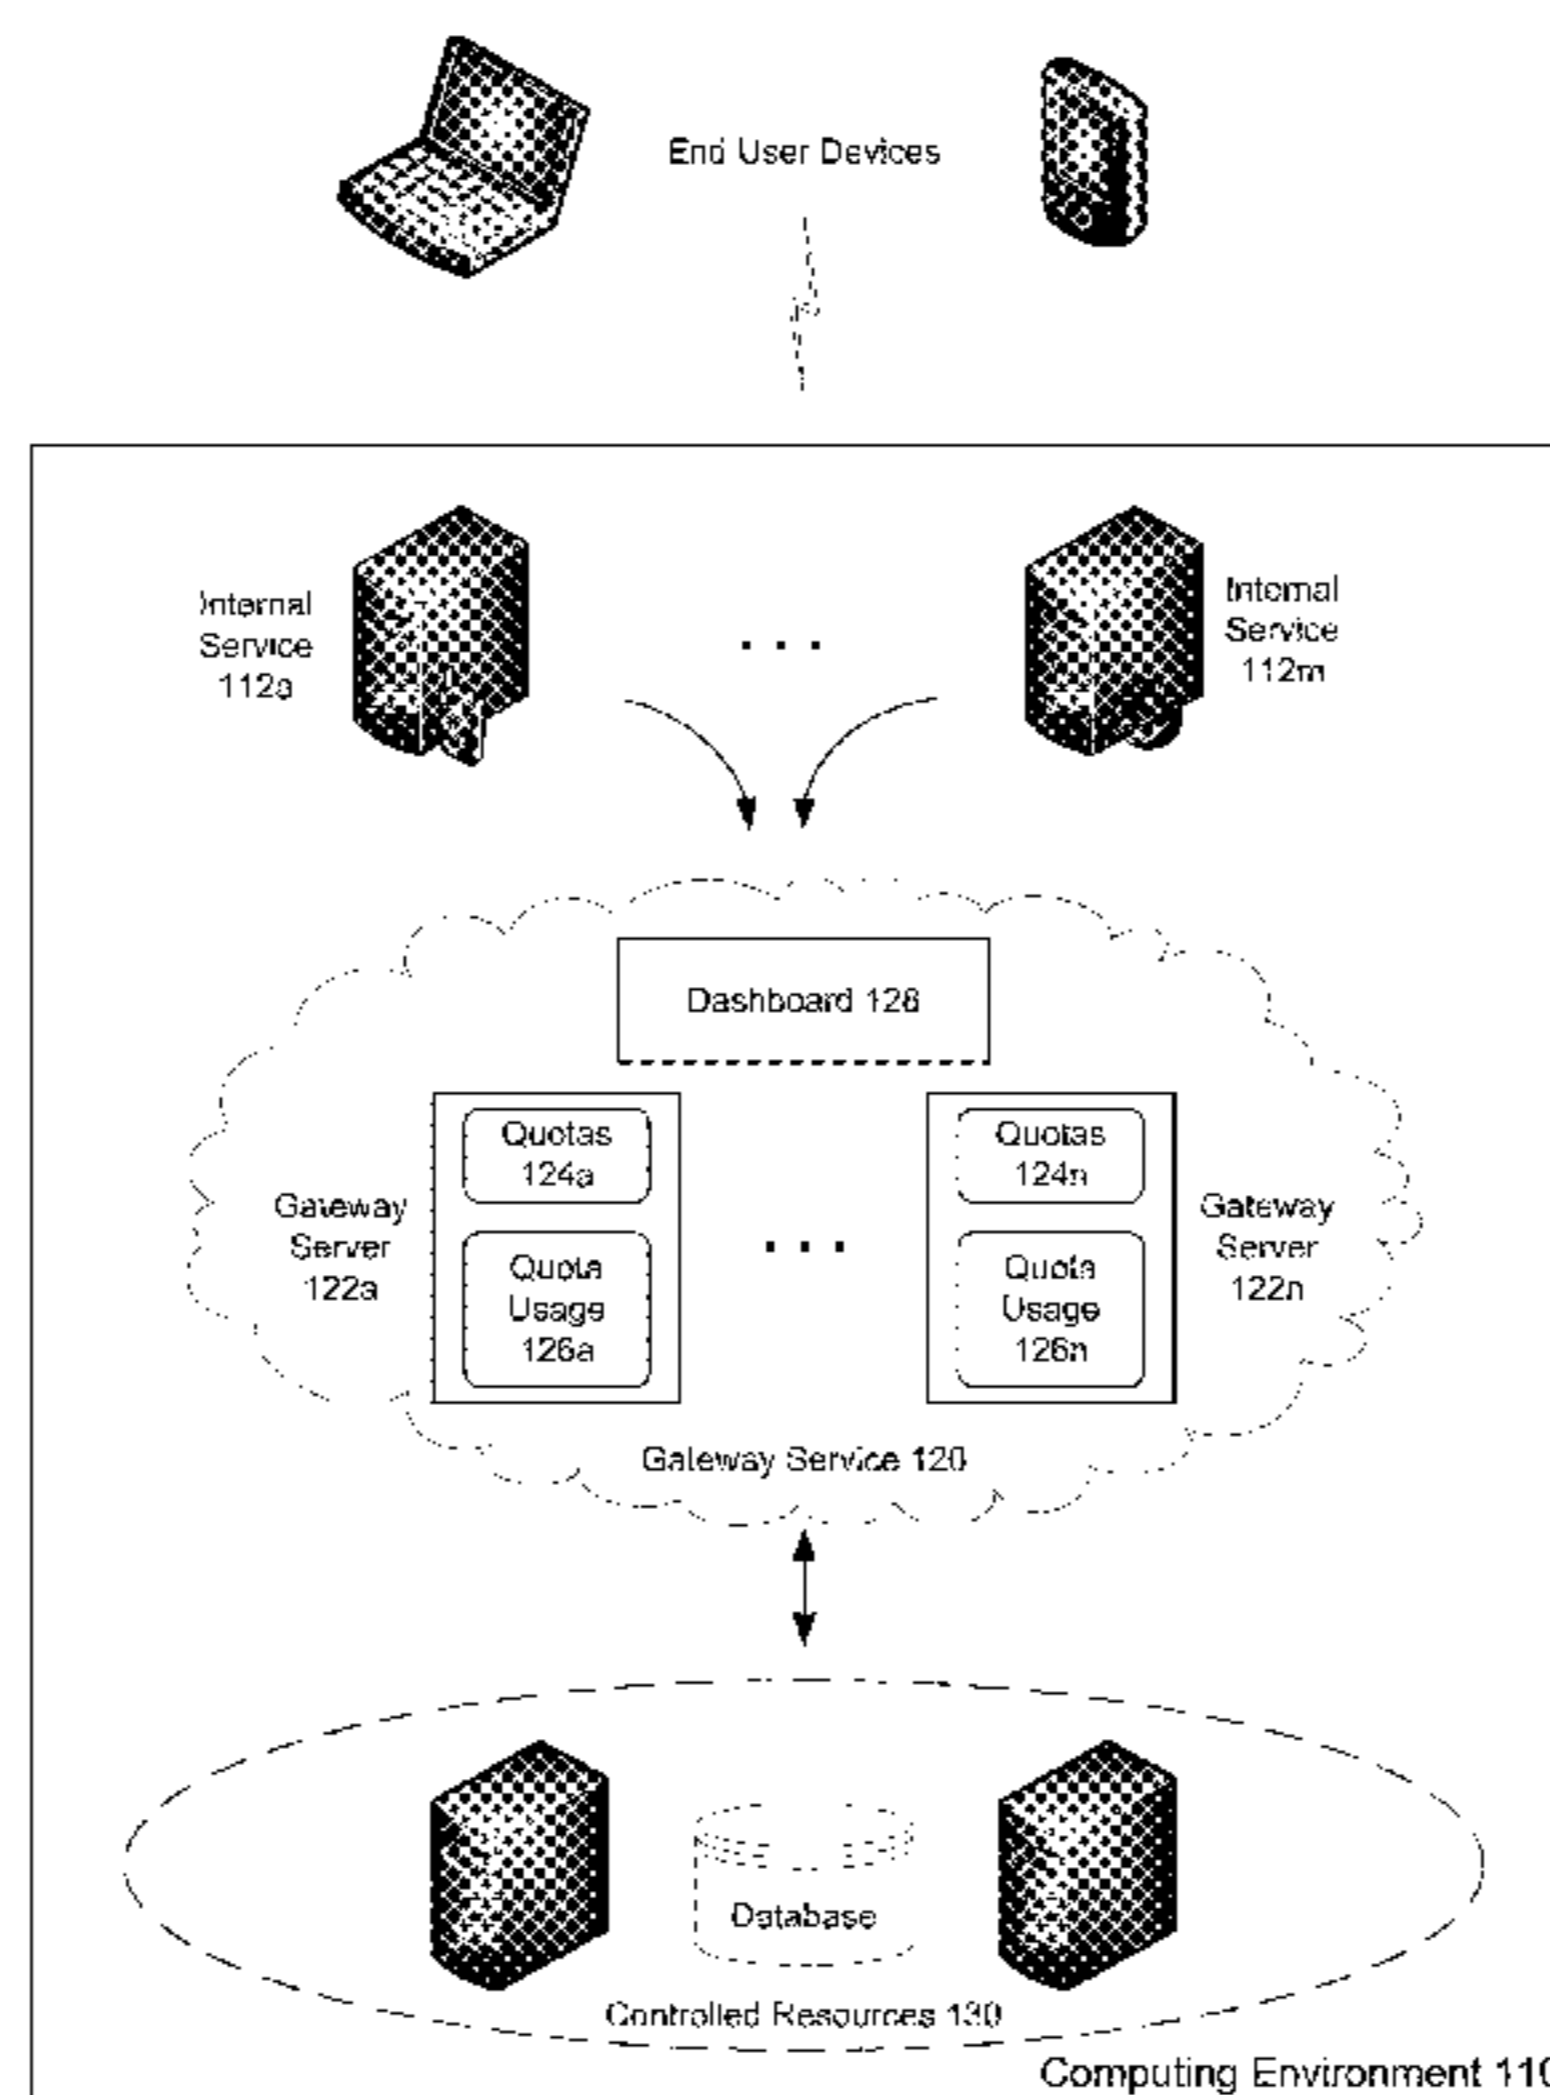 End User Devices
Internal
Service
112a
Internal
Service
112m
Dashboard 128
Quotas
124a
Quotas
124n
Gateway
Server
122a
Quota
Usage
126a
Quota
Usage
126n
Gateway
Server
122n
Gateway Service 120
Database
Controlled Resources 130
Computing Environment 110